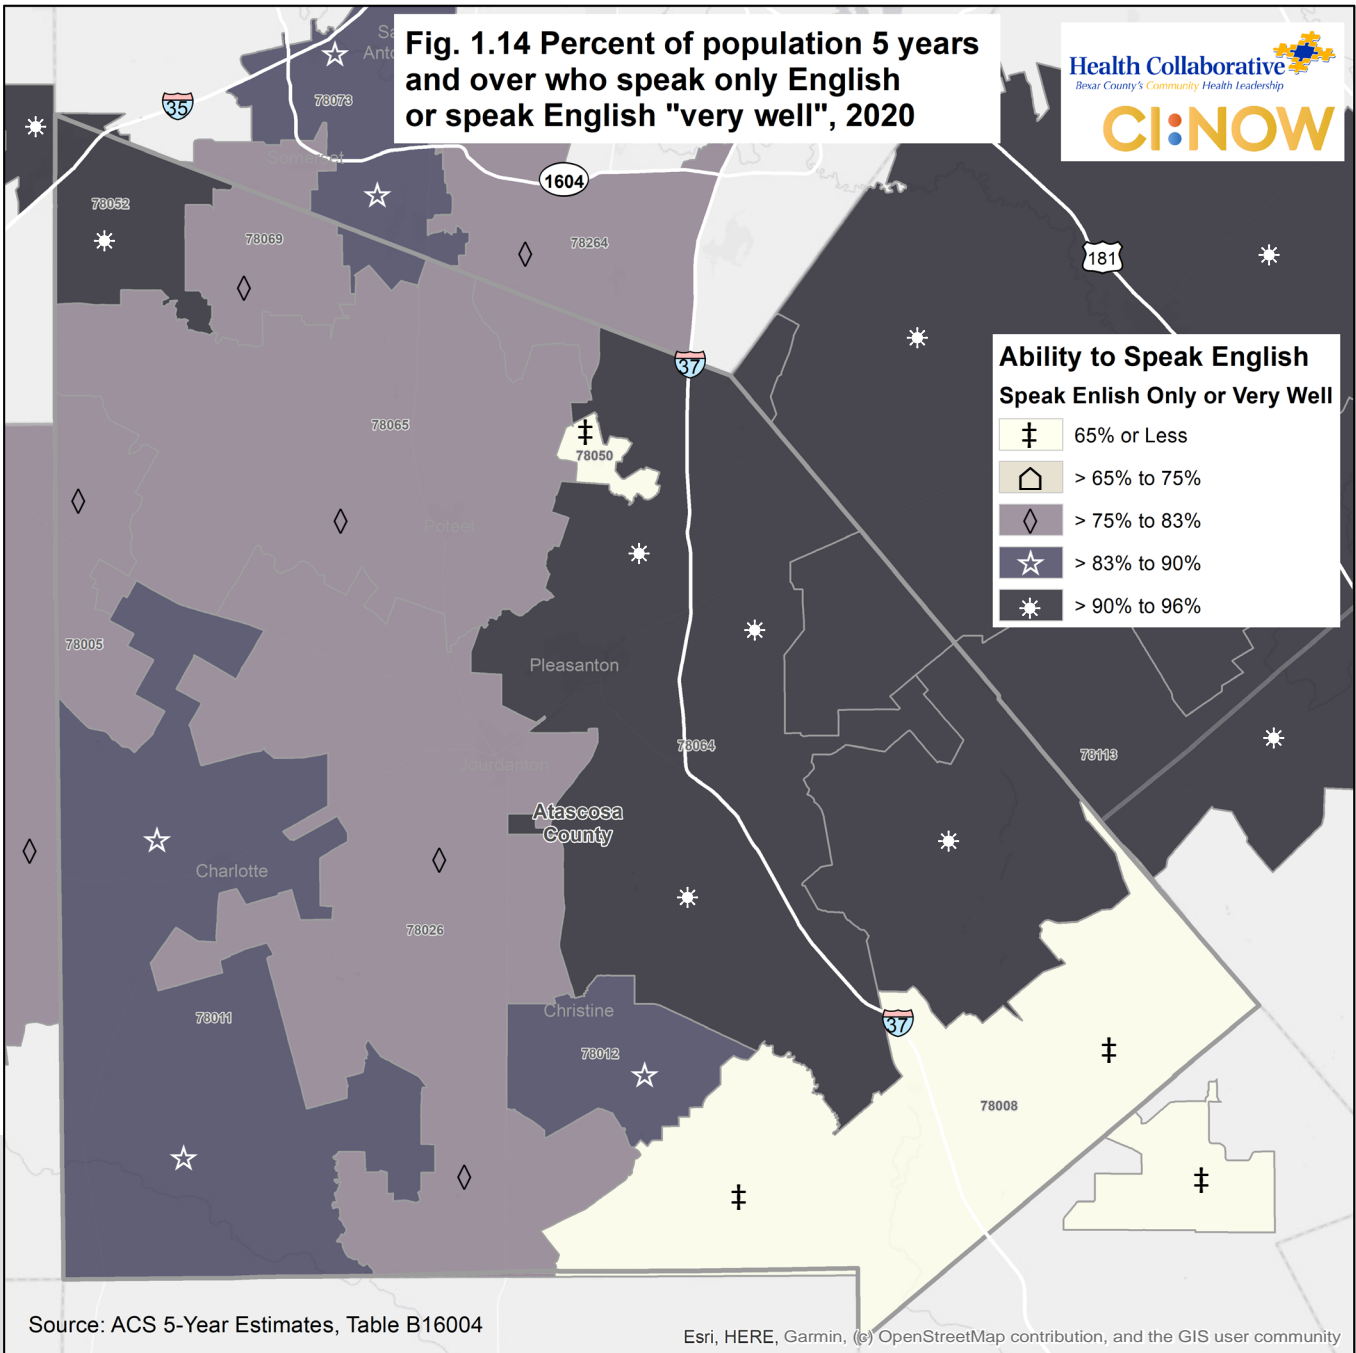 Fig. 1.14 Percent of population 5 years
and over who speak only English
or speak English "very well", 2020
Health Collaborative
Bexar County's Community Health Leadership
CI:NOW
Sa
Anto
35
78073
Somerset
1604
78052
78069
78264
181
37
Ability to Speak English
Speak Enlish Only or Very Well
65% or Less
> 65% to 75%
> 75% to 83%
> 83% to 90%
> 90% to 96%
78065
78050
Poteet
78005
Pleasanton
78064
78113
Jourdanton
Atascosa
County
Charlotte
78026
Christine
78011
37
78012
78008
Source: ACS 5-Year Estimates, Table B16004
Esri, HERE, Garmin, (c) OpenStreetMap contribution, and the GIS user community